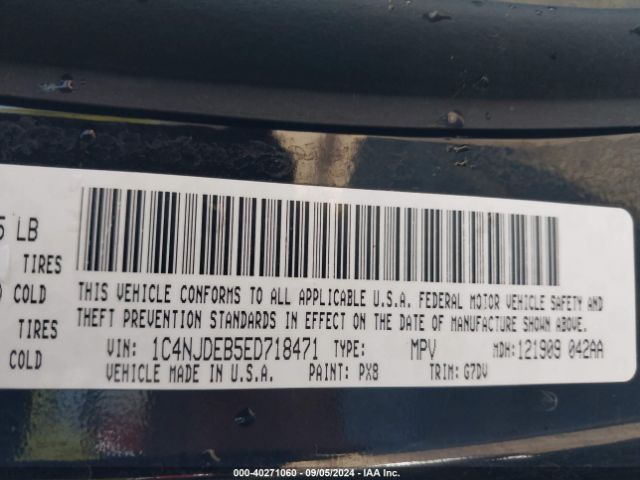 5 LB
TIRES
COLD
TIRES
COLD
THIS VEHICLE CONFORMS TO ALL APPLICABLE U.S.A. FEDERAL MOTOR VEHICLE SAFETY AND
THEFT PREVENTION STANDARDS IN EFFECT ON THE DATE OF MANUFACTURE SHOWN ABOVE.
VIN: 1C4NJDEB5ED718471 TYPE: MPV MDH:121909 042AA
VEHICLE MADE IN U.S.A. PAINT: PX8 TRIM: G7DV
000-40271060 - 09/05/2024 - IAA Inc.